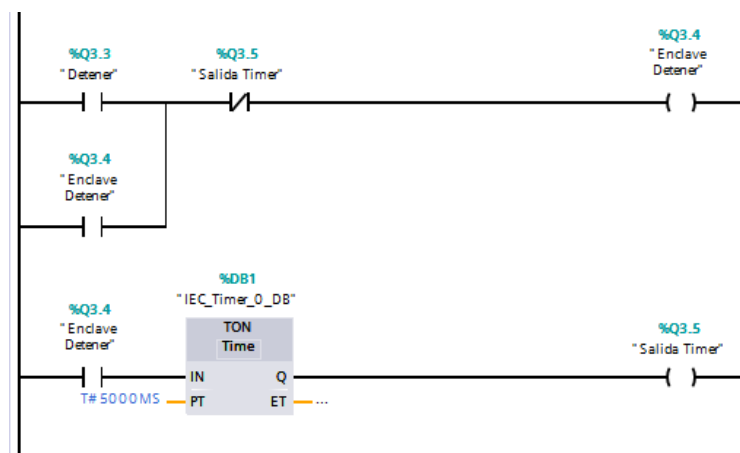 %Q3.3
"Detener"
%Q3.5
"Salida Timer"
%Q3.4
"Enclave
Detener"
%Q3.4
"Enclave
Detener"
%DB1
"IEC_Timer_0_DB"
%Q3.4
"Enclave
Detener"
TON
Time
%Q3.5
"Salida Timer"
IN
Q
T#5000MS
PT
ET
...